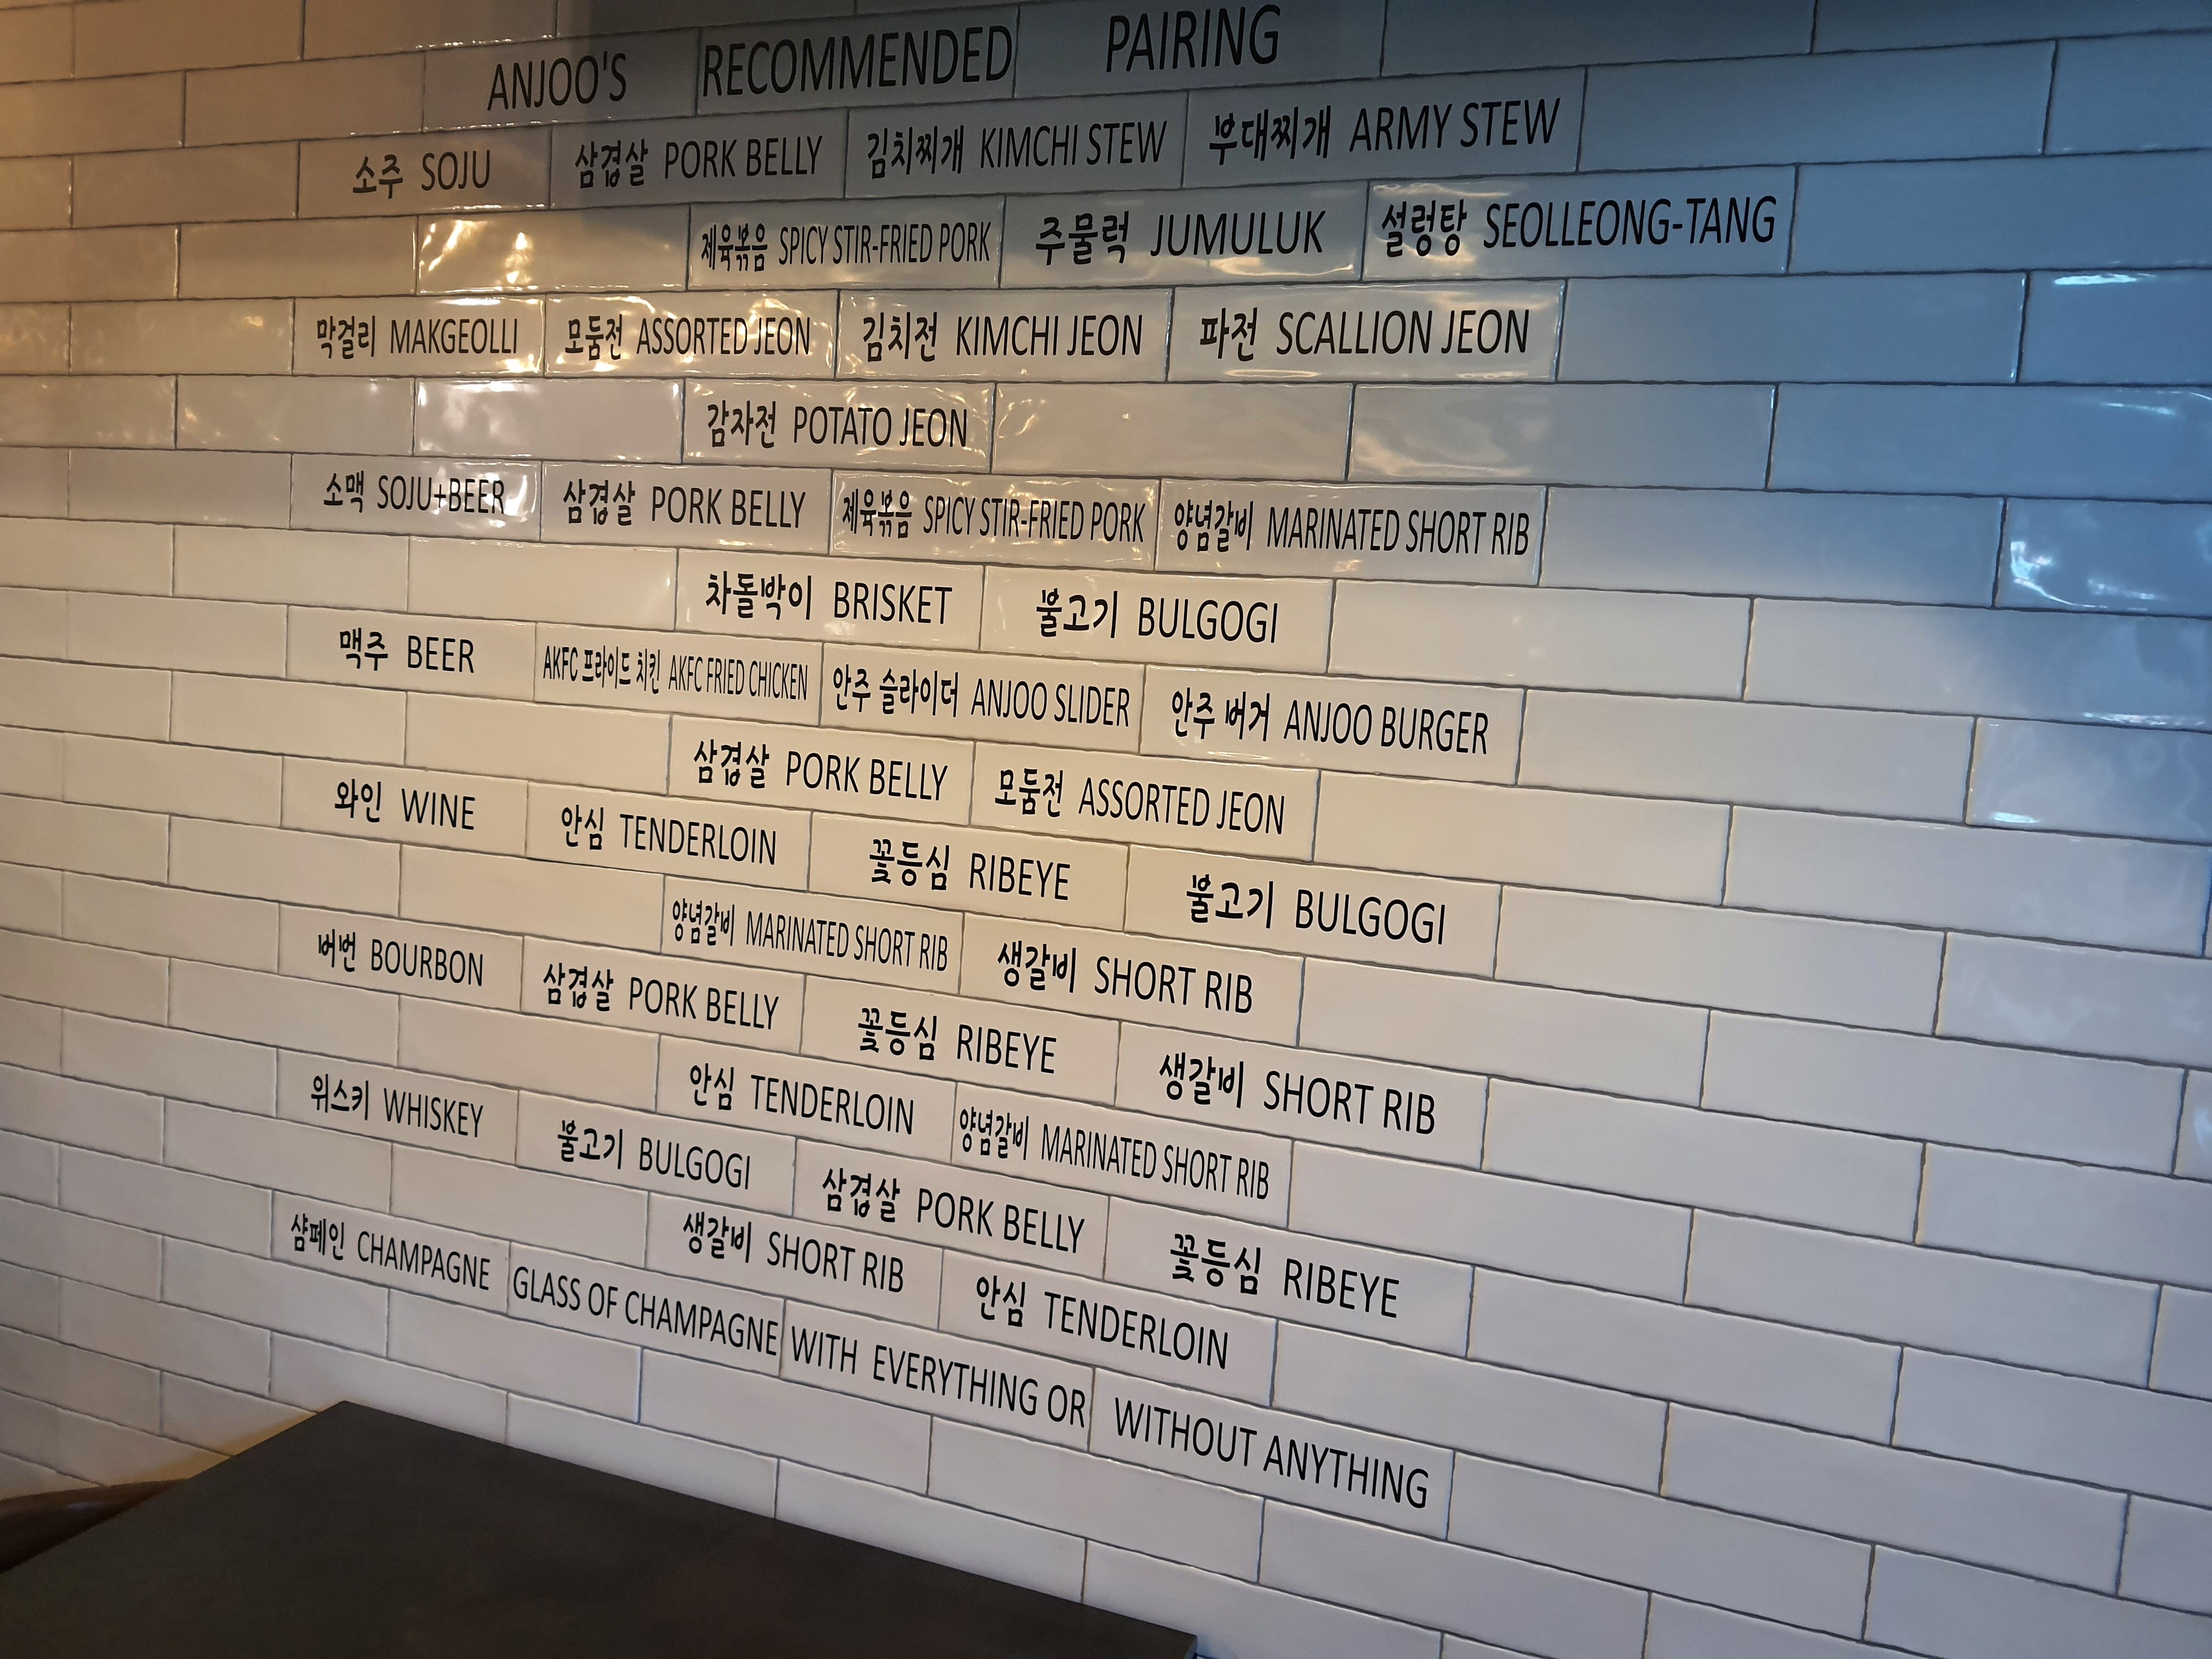 ANJOO'S RECOMMENDED PAIRING
소주 SOJU 삼겹살 PORK BELLY 김치찌개 KIMCHI STEW 부대찌개 ARMY STEW
제육볶음 SPICY STIR-FRIED PORK 주물럭 JUMULUK 설렁탕 SEOLLEONG-TANG
막걸리 MAKGEOLLI 모둠전 ASSORTED JEON 김치전 KIMCHI JEON 파전 SCALLION JEON
감자전 POTATO JEON
소맥 SOJU+BEER 삼겹살 PORK BELLY 제육볶음 SPICY STIR-FRIED PORK 양념갈비 MARINATED SHORT RIB
차돌박이 BRISKET 불고기 BULGOGI
맥주 BEER AKFC 프라이드 치킨 AKFC FRIED CHICKEN 안주 슬라이더 ANJOO SLIDER 안주 버거 ANJOO BURGER
삼겹살 PORK BELLY 모둠전 ASSORTED JEON
와인 WINE 안심 TENDERLOIN 꽃등심 RIBEYE 불고기 BULGOGI
양념갈비 MARINATED SHORT RIB 생갈비 SHORT RIB
버번 BOURBON 삼겹살 PORK BELLY 꽃등심 RIBEYE 생갈비 SHORT RIB
안심 TENDERLOIN 양념갈비 MARINATED SHORT RIB
위스키 WHISKEY 불고기 BULGOGI 삼겹살 PORK BELLY 꽃등심 RIBEYE
생갈비 SHORT RIB 안심 TENDERLOIN
샴페인 CHAMPAGNE GLASS OF CHAMPAGNE WITH EVERYTHING OR WITHOUT ANYTHING